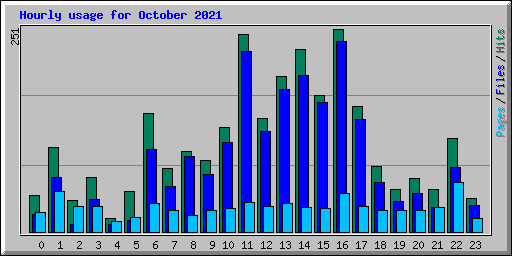 Hourly usage for October 2021
251
Pages/Files/Hits
0 1 2 3 4 5 6 7 8 9 10 11 12 13 14 15 16 17 18 19 20 21 22 23